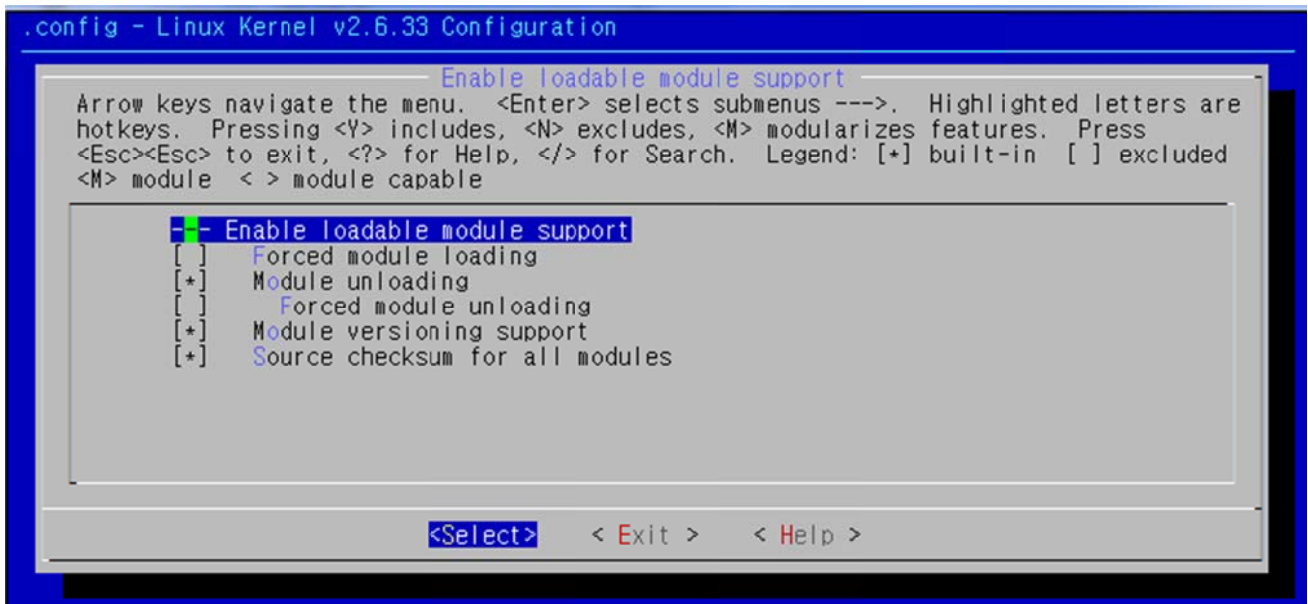 .config - Linux Kernel v2.6.33 Configuration
Enable loadable module support
Arrow keys navigate the menu.  <Enter> selects submenus --->.  Highlighted letters are
hotkeys.  Pressing <Y> includes, <N> excludes, <M> modularizes features.  Press
<Esc><Esc> to exit, <?> for Help, </> for Search.  Legend: [*] built-in  [ ] excluded
<M> module  < > module capable
--- Enable loadable module support
[ ]   Forced module loading
[*]   Module unloading
[ ]     Forced module unloading
[*]   Module versioning support
[*]   Source checksum for all modules
<Select>    < Exit >    < Help >